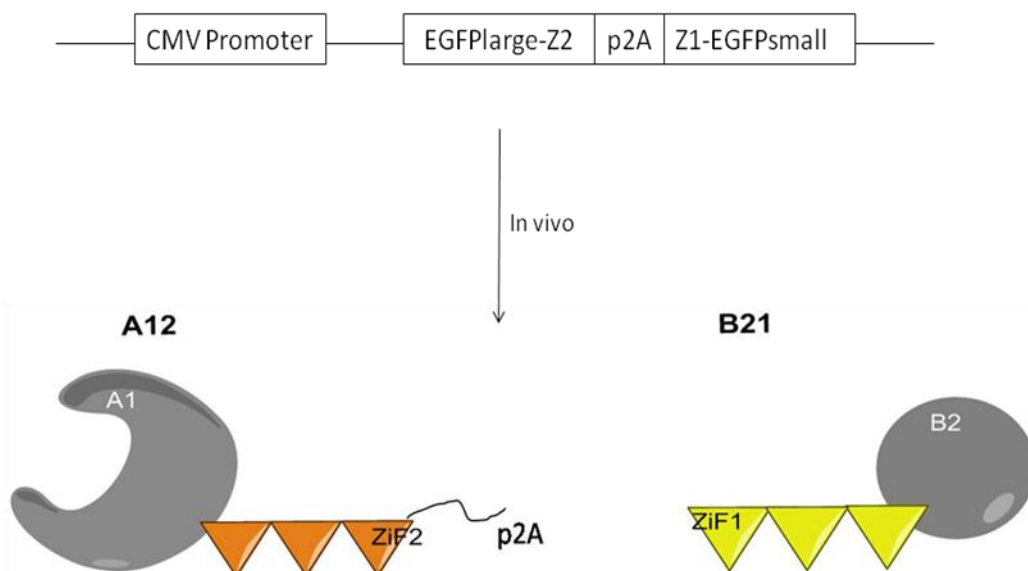 CMV Promoter
EGFPlarge-Z2
p2A
Z1-EGFPsmall
In vivo
A12
B21
A1
B2
ZiF2
p2A
ZiF1